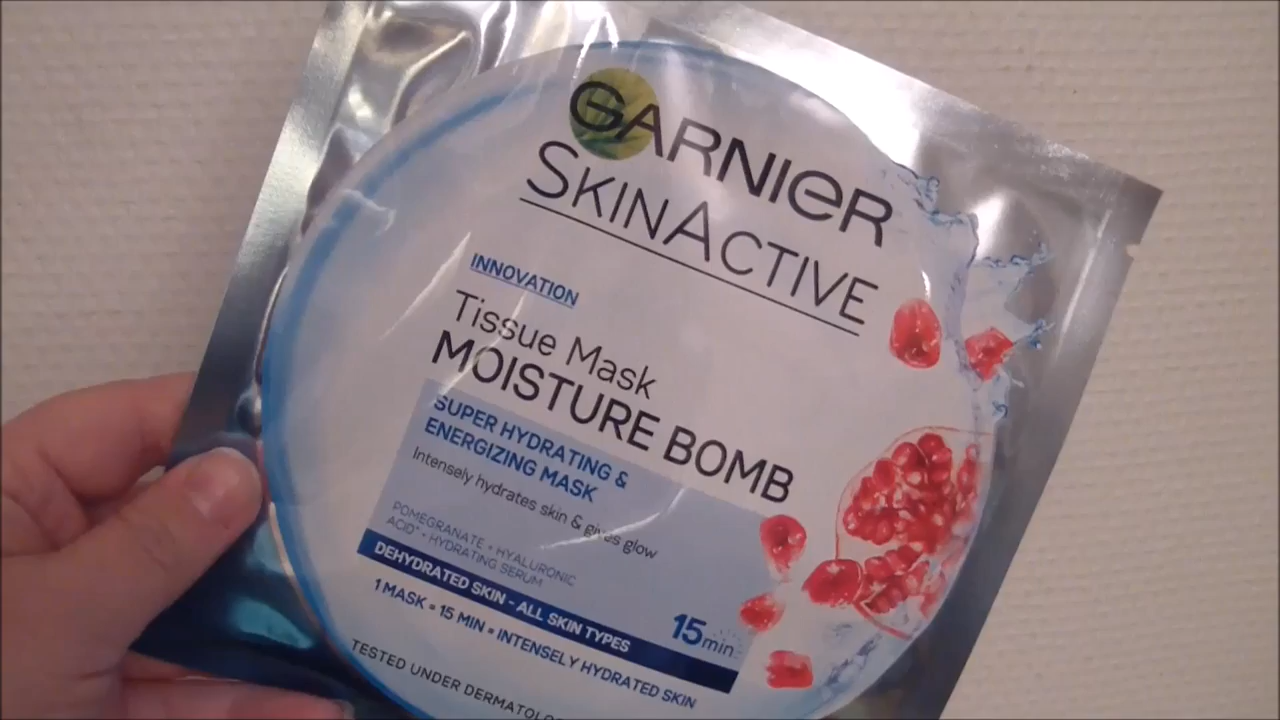 GARNIER
SKINACTIVE
INNOVATION
Tissue Mask
MOISTURE BOMB
SUPER HYDRATING &
ENERGIZING MASK
Intensely hydrates skin & gives glow
POMEGRANATE + HYALURONIC
ACID* + HYDRATING SERUM
DEHYDRATED SKIN - ALL SKIN TYPES
15min
1 MASK = 15 MIN = INTENSELY HYDRATED SKIN
TESTED UNDER